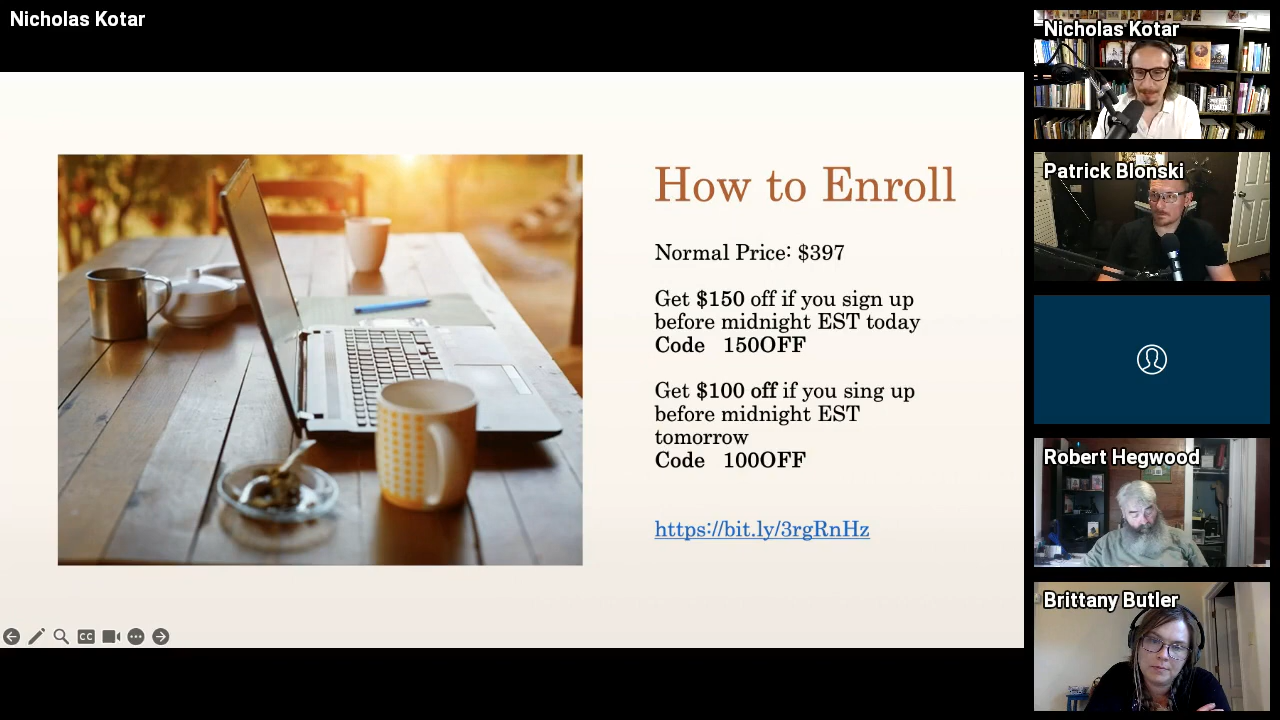 Nicholas Kotar
How to Enroll
Normal Price: $397
Get $150 off if you sign up
before midnight EST today
Code 150OFF
Get $100 off if you sing up
before midnight EST
tomorrow
Code 100OFF
https://bit.ly/3rgRnHz
CC
Nicholas Kotar
Patrick Blonski
Robert Hegwood
Brittany Butler